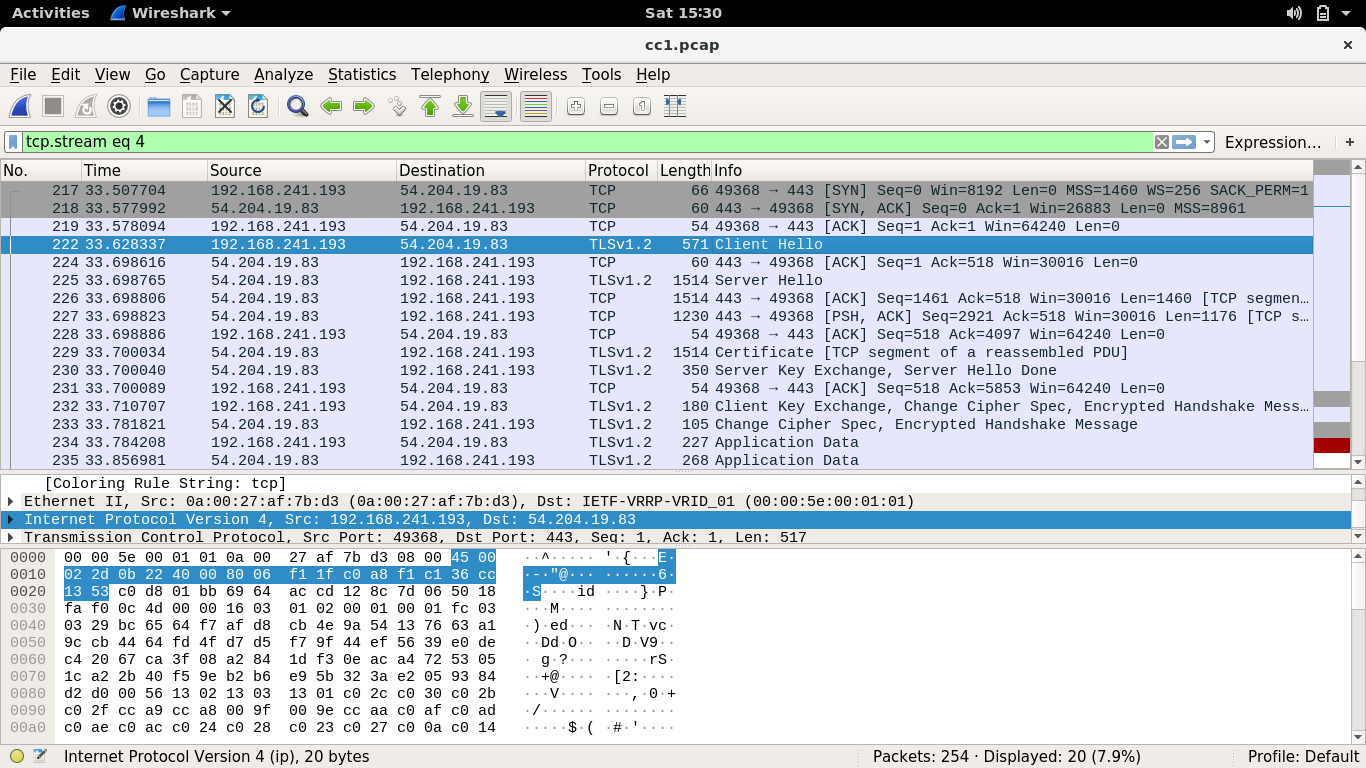 Activities Wireshark Sat 15:30
cc1.pcap ×
File Edit View Go Capture Analyze Statistics Telephony Wireless Tools Help
tcp.stream eq 4 Expression… +
No. Time Source Destination Protocol Length Info
217 33.507704 192.168.241.193 54.204.19.83 TCP 66 49368 → 443 [SYN] Seq=0 Win=8192 Len=0 MSS=1460 WS=256 SACK_PERM=1
218 33.577992 54.204.19.83 192.168.241.193 TCP 60 443 → 49368 [SYN, ACK] Seq=0 Ack=1 Win=26883 Len=0 MSS=8961
219 33.578094 192.168.241.193 54.204.19.83 TCP 54 49368 → 443 [ACK] Seq=1 Ack=1 Win=64240 Len=0
222 33.628337 192.168.241.193 54.204.19.83 TLSv1.2 571 Client Hello
224 33.698616 54.204.19.83 192.168.241.193 TCP 60 443 → 49368 [ACK] Seq=1 Ack=518 Win=30016 Len=0
225 33.698765 54.204.19.83 192.168.241.193 TLSv1.2 1514 Server Hello
226 33.698806 54.204.19.83 192.168.241.193 TCP 1514 443 → 49368 [ACK] Seq=1461 Ack=518 Win=30016 Len=1460 [TCP segmen…
227 33.698823 54.204.19.83 192.168.241.193 TCP 1230 443 → 49368 [PSH, ACK] Seq=2921 Ack=518 Win=30016 Len=1176 [TCP s…
228 33.698886 192.168.241.193 54.204.19.83 TCP 54 49368 → 443 [ACK] Seq=518 Ack=4097 Win=64240 Len=0
229 33.700034 54.204.19.83 192.168.241.193 TLSv1.2 1514 Certificate [TCP segment of a reassembled PDU]
230 33.700040 54.204.19.83 192.168.241.193 TLSv1.2 350 Server Key Exchange, Server Hello Done
231 33.700089 192.168.241.193 54.204.19.83 TCP 54 49368 → 443 [ACK] Seq=518 Ack=5853 Win=64240 Len=0
232 33.710707 192.168.241.193 54.204.19.83 TLSv1.2 180 Client Key Exchange, Change Cipher Spec, Encrypted Handshake Mess…
233 33.781821 54.204.19.83 192.168.241.193 TLSv1.2 105 Change Cipher Spec, Encrypted Handshake Message
234 33.784208 192.168.241.193 54.204.19.83 TLSv1.2 227 Application Data
235 33.856981 54.204.19.83 192.168.241.193 TLSv1.2 268 Application Data
[Coloring Rule String: tcp]
Ethernet II, Src: 0a:00:27:af:7b:d3 (0a:00:27:af:7b:d3), Dst: IETF-VRRP-VRID_01 (00:00:5e:00:01:01)
Internet Protocol Version 4, Src: 192.168.241.193, Dst: 54.204.19.83
Transmission Control Protocol, Src Port: 49368, Dst Port: 443, Seq: 1, Ack: 1, Len: 517
0000 00 00 5e 00 01 01 0a 00 27 af 7b d3 08 00 45 00 ··^····· '·{···E·
0010 02 2d 0b 22 40 00 80 06 f1 1f c0 a8 f1 c1 36 cc ·-·"@··· ······6·
0020 13 53 c0 d8 01 bb 69 64 ac cd 12 8c 7d 06 50 18 ·S····id ····}·P·
0030 fa f0 0c 4d 00 00 16 03 01 02 00 01 00 01 fc 03 ···M···· ········
0040 03 29 bc 65 64 f7 af d8 cb 4e 9a 54 13 76 63 a1 ·)·ed··· ·N·T·vc·
0050 9c cb 44 64 fd 4f d7 d5 f7 9f 44 ef 56 39 e0 de ··Dd·O·· ··D·V9··
0060 c4 20 67 ca 3f 08 a2 84 1d f3 0e ac a4 72 53 05 · g·?··· ·····rS·
0070 1c a2 2b 40 f5 9e b2 b6 e9 5b 32 3a e2 05 93 84 ··+@···· ·[2:····
0080 d2 d0 00 56 13 02 13 03 13 01 c0 2c c0 30 c0 2b ···V···· ···,·0·+
0090 c0 2f cc a9 cc a8 00 9f 00 9e cc aa c0 af c0 ad ·/······ ········
00a0 c0 ae c0 ac c0 24 c0 28 c0 23 c0 27 c0 0a c0 14 ·····$·( ·#·'····
Internet Protocol Version 4 (ip), 20 bytes Packets: 254 · Displayed: 20 (7.9%) Profile: Default